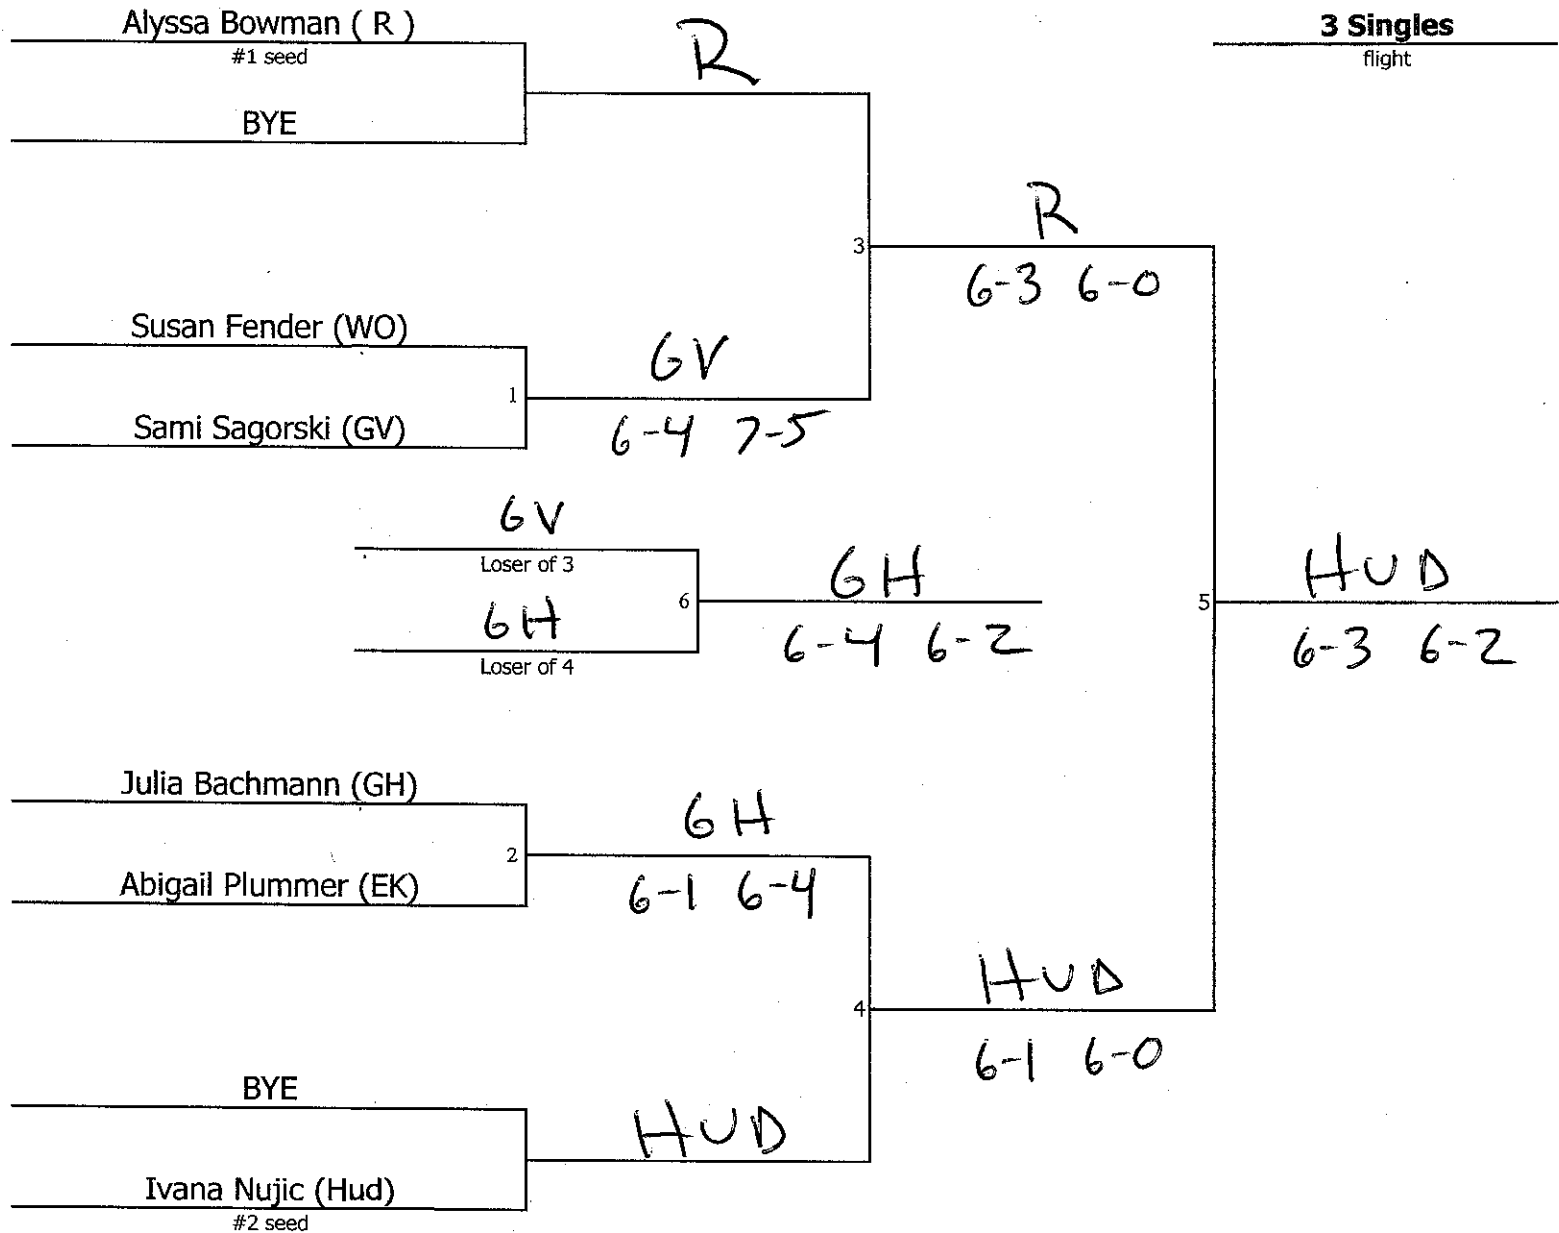 Alyssa Bowman ( R )
#1 seed
R
3 Singles
flight
BYE
R
3
6-3 6-0
Susan Fender (WO)
GV
1
Sami Sagorski (GV)
6-4 7-5
GV
Loser of 3
GH
6
GH
Loser of 4
6-4 6-2
HUD
5
6-3 6-2
Julia Bachmann (GH)
GH
2
Abigail Plummer (EK)
6-1 6-4
HUD
4
6-1 6-0
BYE
HUD
Ivana Nujic (Hud)
#2 seed